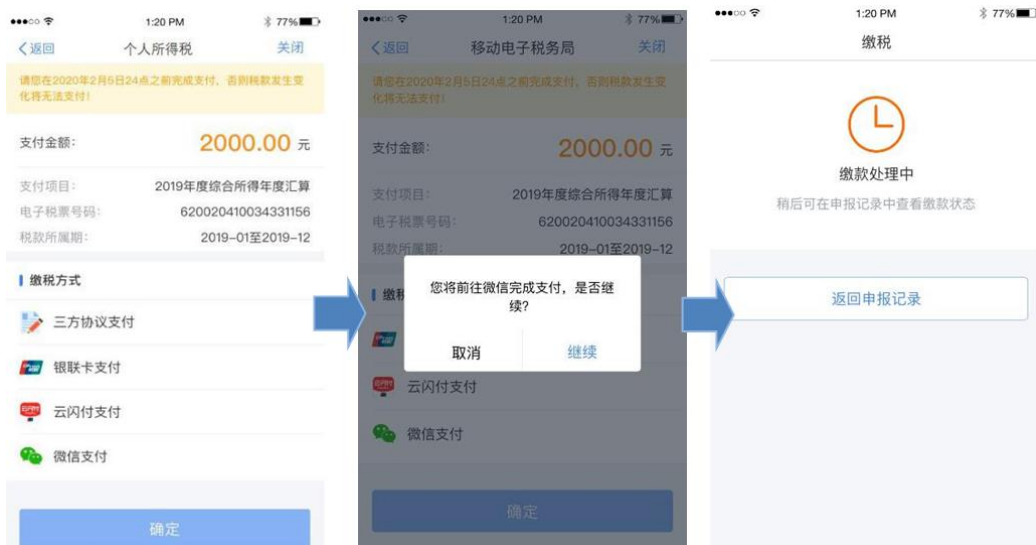 1:20 PM
77%
返回
个人所得税
关闭
请您在2020年2月5日24点之前完成支付，否则税款发生变
化将无法支付！
支付金额：
2000.00 元
支付项目：
2019年度综合所得年度汇算
电子税票号码：
620020410034331156
税款所属期：
2019-01至2019-12
缴税方式
三方协议支付
银联卡支付
云闪付支付
微信支付
确定
1:20 PM
77%
返回
移动电子税务局
关闭
请您在2020年2月5日24点之前完成支付，否则税款发生变
化将无法支付！
支付金额：
2000.00 元
支付项目：
2019年度综合所得年度汇算
电子税票号码：
620020410034331156
税款所属期：
2019-01至2019-12
缴税
您将前往微信完成支付，是否继
续?
取消
继续
云闪付支付
微信支付
确定
1:20 PM
77%
缴税
缴款处理中
稍后可在申报记录中查看缴款状态
返回申报记录